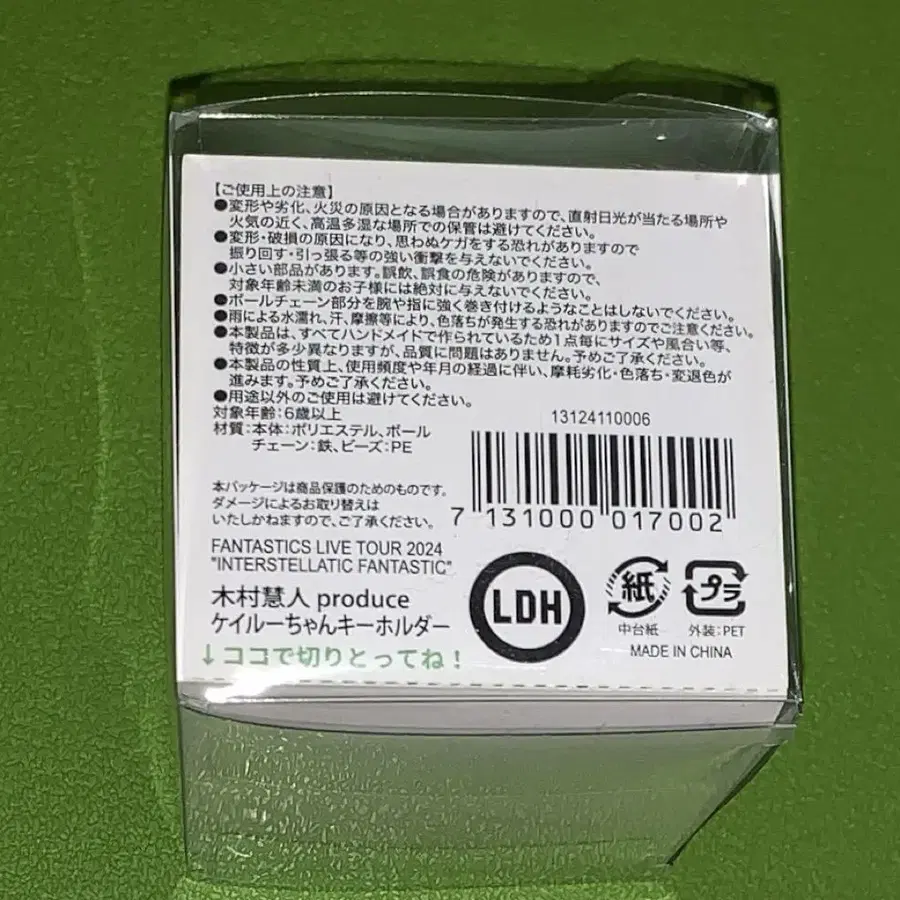 【ご使用上の注意】
●変形や劣化、火災の原因となる場合がありますので、直射日光が当たる場所や
火気の近く、高温多湿な場所での保管は避けてください。
●変形・破損の原因になり、思わぬケガをする恐れがありますので
振り回す・引っ張る等の強い衝撃を与えないでください。
●小さい部品があります。誤飲、誤食の危険がありますので、
対象年齢未満のお子様には絶対に与えないでください。
●ボールチェーン部分を腕や指に強く巻き付けるようなことはしないでください。
●雨による水濡れ、汗、摩擦等により、色落ちが発生する恐れがありますのでご注意ください。
●本製品は、すべてハンドメイドで作られているため1点毎にサイズや風合い等、
特徴が多少異なりますが、品質に問題はありません。予めご了承ください。
●本製品の性質上、使用頻度や年月の経過に伴い、摩耗劣化・色落ち・変退色が
進みます。予めご了承ください。
●用途以外のご使用は避けてください。
対象年齢:6歳以上
材質:本体:ポリエステル、ボール
チェーン:鉄、ビーズ:PE
13124110006
7 131000 017002
本パッケージは商品保護のためのものです。
ダメージによるお取り替えは
いたしかねますので、ご了承ください。
FANTASTICS LIVE TOUR 2024
"INTERSTELLATIC FANTASTIC"
木村慧人 produce
ケイルーちゃんキーホルダー
↓ココで切りとってね!
LDH
紙
中台紙
プラ
外装:PET
MADE IN CHINA